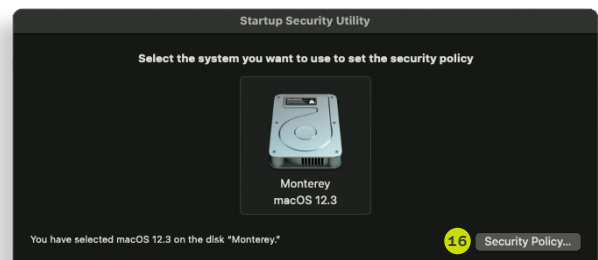 Startup Security Utility
Select the system you want to use to set the security policy
Monterey
macOS 12.3
You have selected macOS 12.3 on the disk “Monterey.”
16 Security Policy...